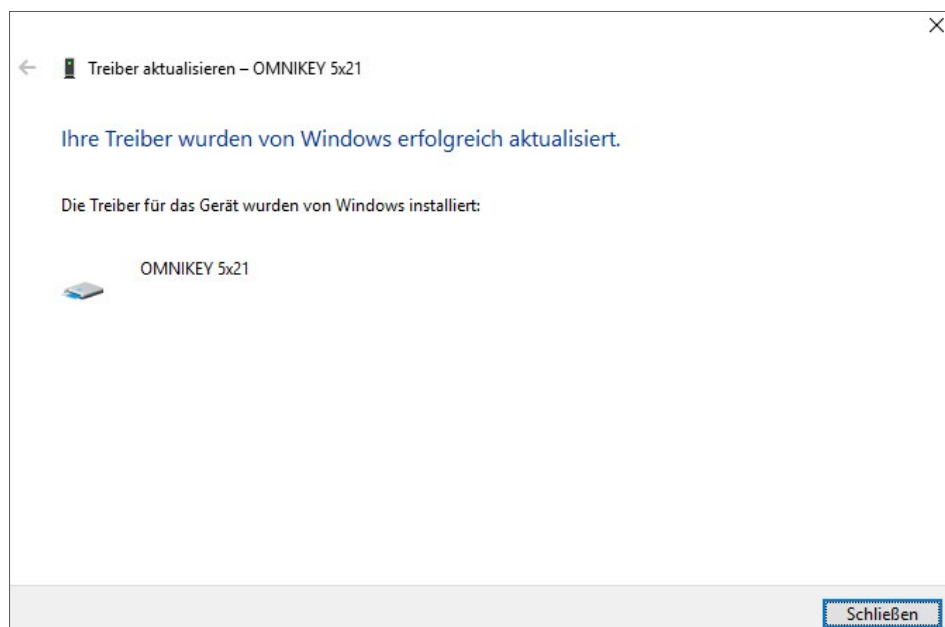 Treiber aktualisieren – OMNIKEY 5x21
Ihre Treiber wurden von Windows erfolgreich aktualisiert.
Die Treiber für das Gerät wurden von Windows installiert:
OMNIKEY 5x21
Schließen